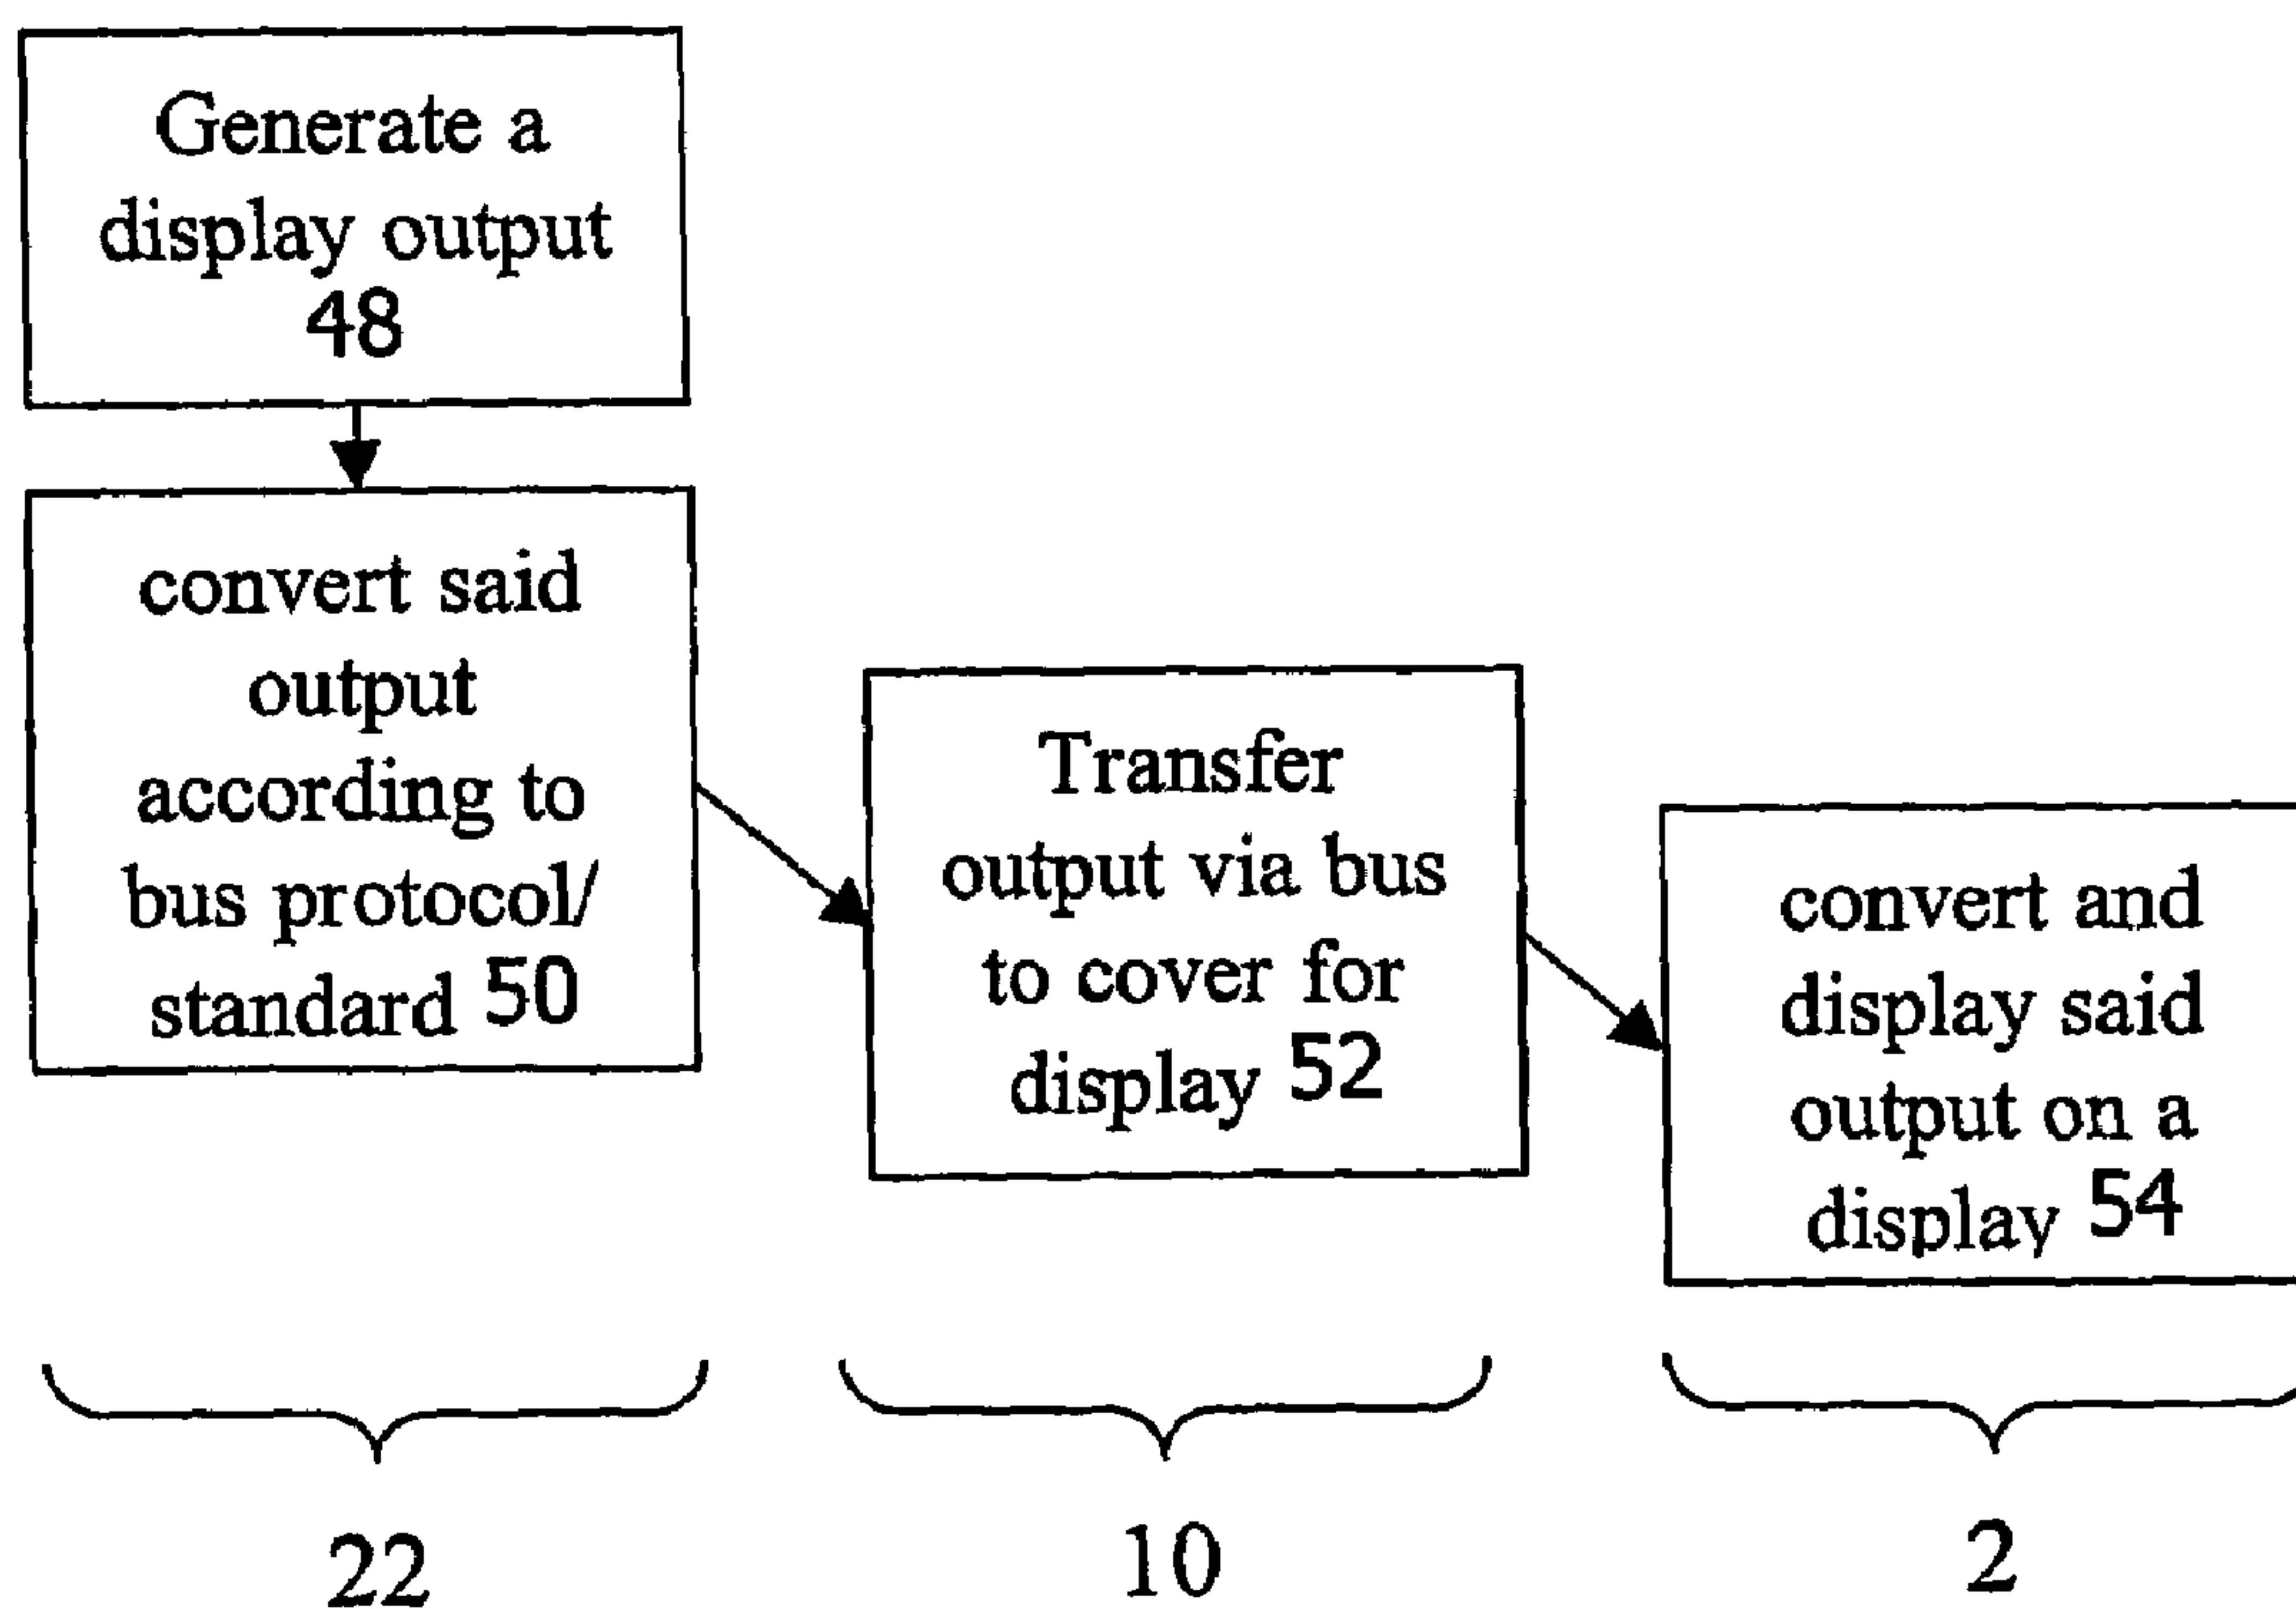 Generate a
display output
48
convert said
output
according to
bus protocol/
standard 50
Transfer
output via bus
to cover for
display 52
convert and
display said
output on a
display 54
22
10
2